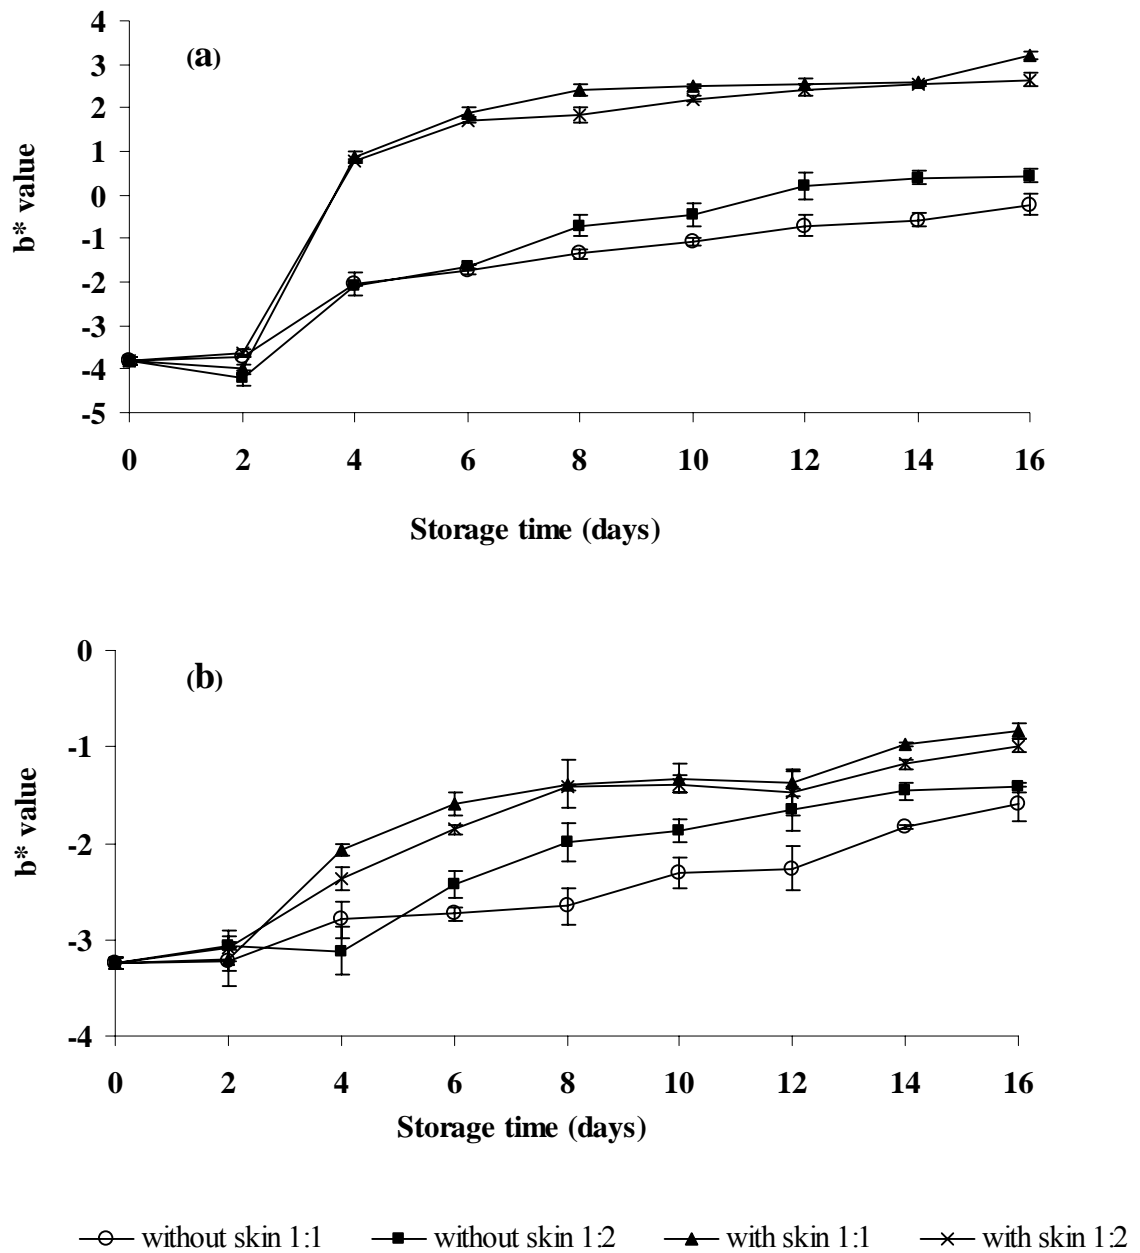 4
(a)
3
2
1
0
-1
-2
-3
-4
-5
b* value
0 2 4 6 8 10 12 14 16
Storage time (days)
0
(b)
-1
-2
-3
-4
b* value
0 2 4 6 8 10 12 14 16
Storage time (days)
without skin 1:1 without skin 1:2 with skin 1:1 with skin 1:2